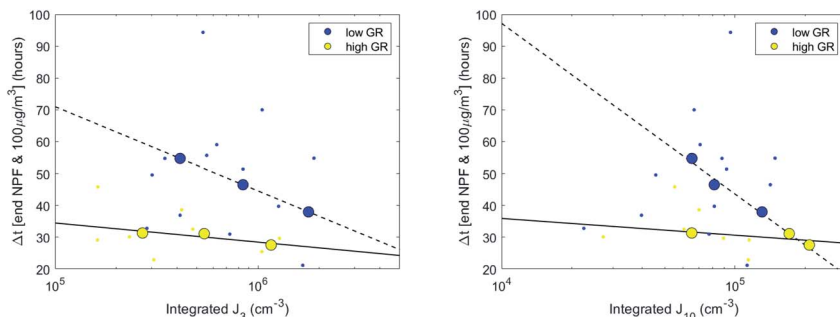 100
90
80
70
60
50
40
30
20
Δt [end NPF & 100μg/m³] (hours)
10⁵
10⁶
Integrated J₃ (cm⁻³)
low GR
high GR
100
90
80
70
60
50
40
30
20
Δt [end NPF & 100μg/m³] (hours)
10⁴
10⁵
Integrated J₁₀ (cm⁻³)
low GR
high GR